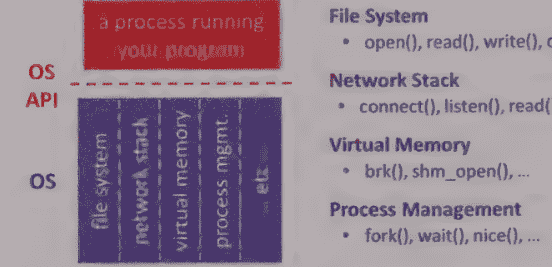 a process running
your program
OS
API
OS
file system
network stack
virtual memory
process mgmt.
... etc ...
File System
• open(), read(), write(),
Network Stack
• connect(), listen(), read(
Virtual Memory
• brk(), shm_open(), ...
Process Management
• fork(), wait(), nice(), ...